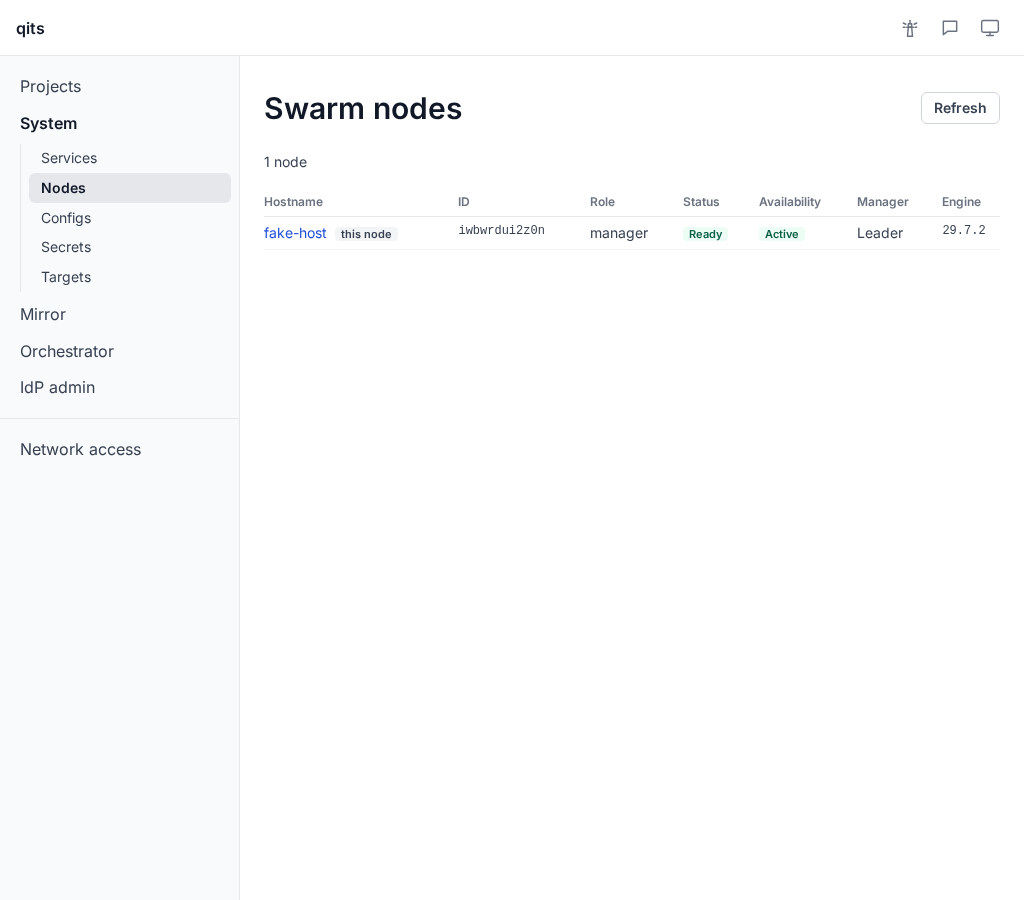 qits
Projects
System
Services
Nodes
Configs
Secrets
Targets
Mirror
Orchestrator
IdP admin
Network access
Swarm nodes
Refresh
1 node
Hostname ID Role Status Availability Manager Engine
fake-host this node iwbwrdui2z0n manager Ready Active Leader 29.7.2